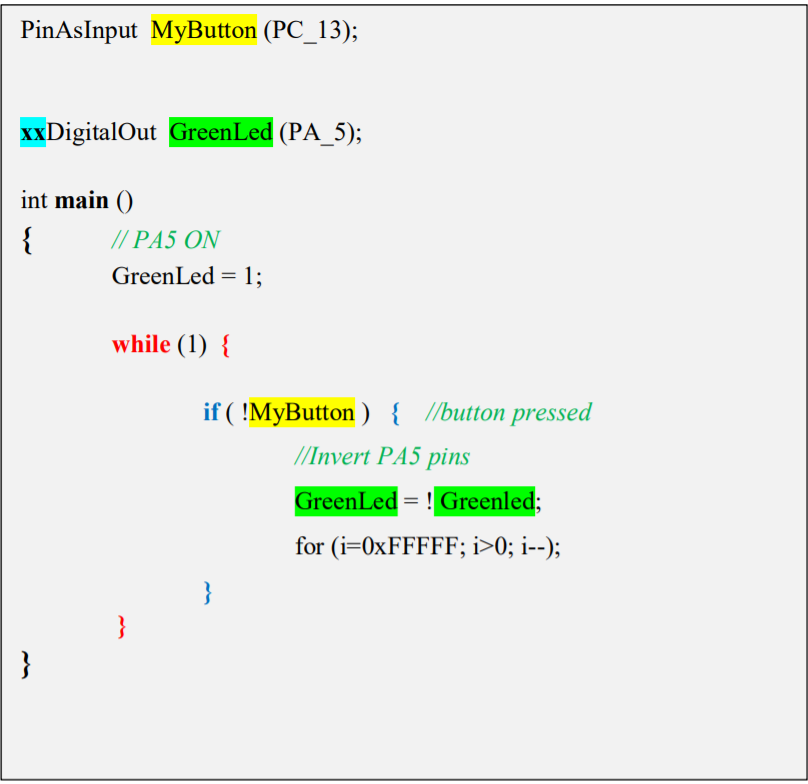 PinAsInput MyButton (PC_13);
xxDigitalOut GreenLed (PA_5);
int main ()
{ // PA5 ON
GreenLed = 1;
while (1) {
if ( !MyButton ) { //button pressed
//Invert PA5 pins
GreenLed = ! Greenled;
for (i=0xFFFFF; i>0; i--);
}
}
}